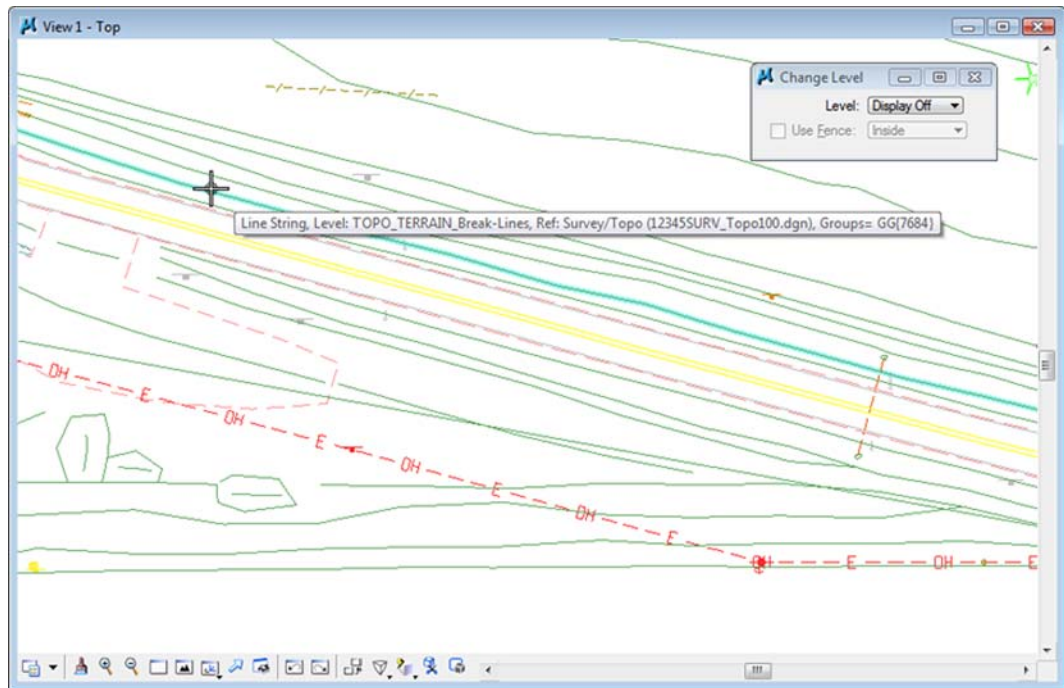 View 1 - Top
Change Level
Level: Display Off
Use Fence: Inside
Line String, Level: TOPO_TERRAIN_Break-Lines, Ref: Survey/Topo (12345SURV_Topo100.dgn), Groups= GG{7684}
OH
E
OH
E
OH
E
OH
E
OH
E
OH
E